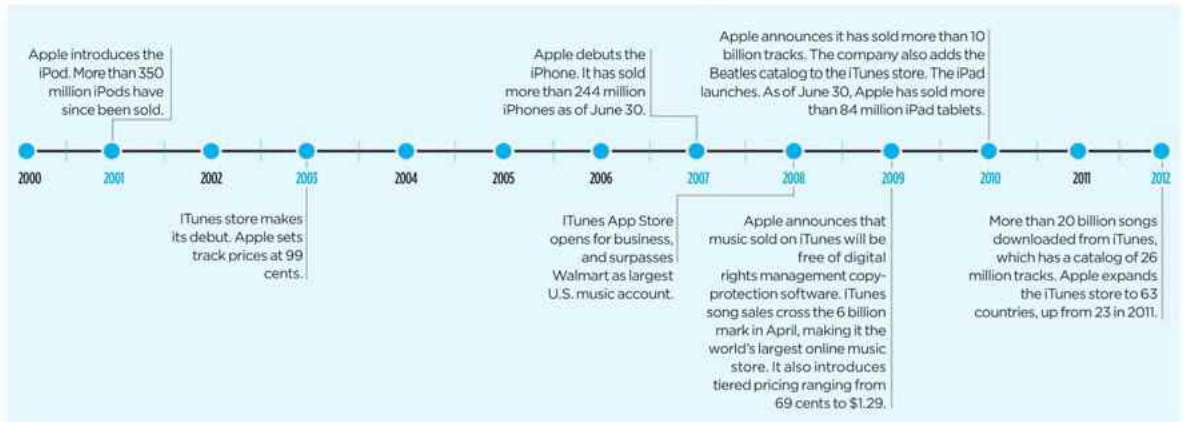 Apple introduces the
iPod. More than 350
million iPods have
since been sold.
Apple debuts the
iPhone. It has sold
more than 244 million
iPhones as of June 30.
Apple announces it has sold more than 10
billion tracks. The company also adds the
Beatles catalog to the iTunes store. The iPad
launches. As of June 30, Apple has sold more
than 84 million iPad tablets.
2000 2001 2002 2003 2004 2005 2006 2007 2008 2009 2010 2011 2012
ITunes store makes
its debut. Apple sets
track prices at 99
cents.
ITunes App Store
opens for business,
and surpasses
Walmart as largest
U.S. music account.
Apple announces that
music sold on iTunes will be
free of digital
rights management copy-
protection software. ITunes
song sales cross the 6 billion
mark in April, making it the
world's largest online music
store. It also introduces
tiered pricing ranging from
69 cents to $1.29.
More than 20 billion songs
downloaded from iTunes,
which has a catalog of 26
million tracks. Apple expands
the iTunes store to 63
countries, up from 23 in 2011.